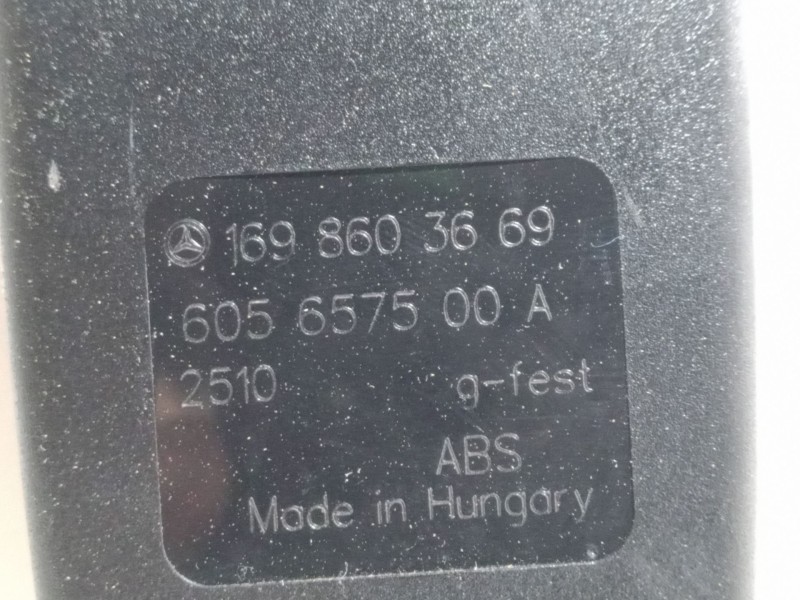 169 860 36 69
605 6575 00 A
2510 g-fest
ABS
Made in Hungary